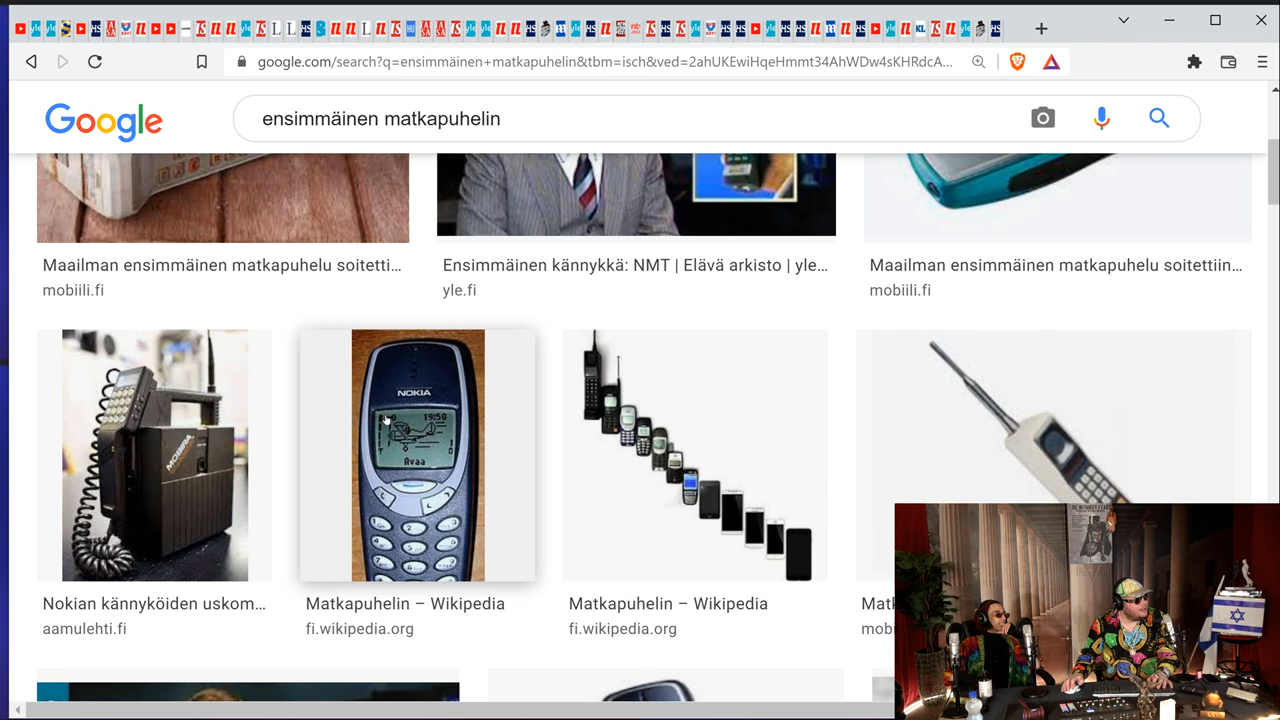 google.com/search?q=ensimmäinen+matkapuhelin&tbm=isch&ved=2ahUKEwiHqeHmmt34AhWDw4sKHRdcA...
Google
ensimmäinen matkapuhelin
Maailman ensimmäinen matkapuhelu soitetti...
mobiili.fi
Ensimmäinen kännykkä: NMT | Elävä arkisto | yle...
yle.fi
Maailman ensimmäinen matkapuhelu soitettiin...
mobiili.fi
MOBIRA
NOKIA
19:50
Avaa
Nokian kännyköiden uskom...
aamulehti.fi
Matkapuhelin – Wikipedia
fi.wikipedia.org
Matkapuhelin – Wikipedia
fi.wikipedia.org